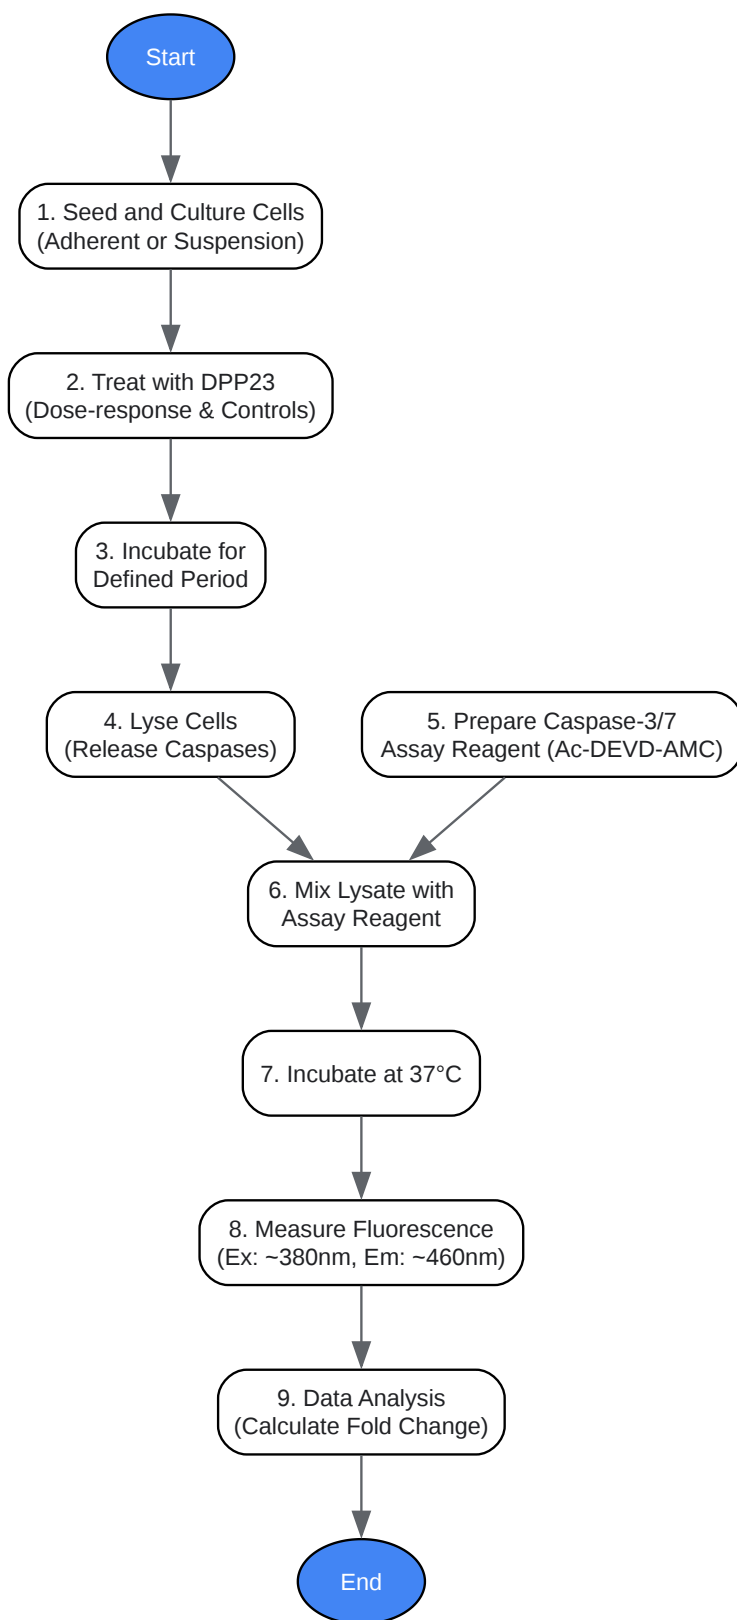 Start
1. Seed and Culture Cells
(Adherent or Suspension)
2. Treat with DPP23
(Dose-response & Controls)
3. Incubate for
Defined Period
4. Lyse Cells
(Release Caspases)
5. Prepare Caspase-3/7
Assay Reagent (Ac-DEVD-AMC)
6. Mix Lysate with
Assay Reagent
7. Incubate at 37°C
8. Measure Fluorescence
(Ex: ~380nm, Em: ~460nm)
9. Data Analysis
(Calculate Fold Change)
End